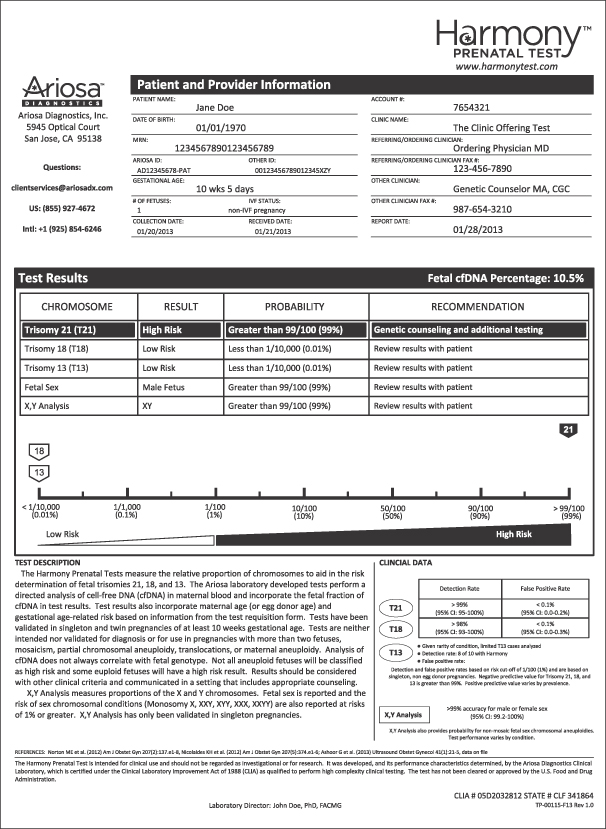 Harmony™
PRENATAL TEST
www.harmonytest.com
Ariosa™
DIAGNOSTICS
Ariosa Diagnostics, Inc.
5945 Optical Court
San Jose, CA 95138
Questions:
clientservices@ariosadx.com
US: (855) 927-4672
Intl: +1 (925) 854-6246
Patient and Provider Information
PATIENT NAME:
Jane Doe
DATE OF BIRTH:
01/01/1970
MRN:
1234567890123456789
ARIOSA ID: OTHER ID:
AD12345678-PAT 00123456789012345XZY
GESTATIONAL AGE:
10 wks 5 days
# OF FETUSES: IVF STATUS:
1 non-IVF pregnancy
COLLECTION DATE: RECEIVED DATE:
01/20/2013 01/21/2013
ACCOUNT #:
7654321
CLINIC NAME:
The Clinic Offering Test
REFERRING/ORDERING CLINICIAN:
Ordering Physician MD
REFERRING/ORDERING CLINICIAN FAX #:
123-456-7890
OTHER CLINICIAN:
Genetic Counselor MA, CGC
OTHER CLINICIAN FAX #:
987-654-3210
REPORT DATE:
01/28/2013
Test Results Fetal cfDNA Percentage: 10.5%
CHROMOSOME RESULT PROBABILITY RECOMMENDATION
Trisomy 21 (T21) High Risk Greater than 99/100 (99%) Genetic counseling and additional testing
Trisomy 18 (T18) Low Risk Less than 1/10,000 (0.01%) Review results with patient
Trisomy 13 (T13) Low Risk Less than 1/10,000 (0.01%) Review results with patient
Fetal Sex Male Fetus Greater than 99/100 (99%) Review results with patient
X,Y Analysis XY Greater than 99/100 (99%) Review results with patient
21
18
13
< 1/10,000 1/1,000 1/100 10/100 50/100 90/100 > 99/100
(0.01%) (0.1%) (1%) (10%) (50%) (90%) (99%)
Low Risk High Risk
TEST DESCRIPTION
The Harmony Prenatal Tests measure the relative proportion of chromosomes to aid in the risk
determination of fetal trisomies 21, 18, and 13. The Ariosa laboratory developed tests perform a
directed analysis of cell-free DNA (cfDNA) in maternal blood and incorporate the fetal fraction of
cfDNA in test results. Test results also incorporate maternal age (or egg donor age) and
gestational age-related risk based on information from the test requisition form. Tests have been
validated in singleton and twin pregnancies of at least 10 weeks gestational age. Tests are neither
intended nor validated for diagnosis or for use in pregnancies with more than two fetuses,
mosaicism, partial chromosomal aneuploidy, translocations, or maternal aneuploidy. Analysis of
cfDNA does not always correlate with fetal genotype. Not all aneuploid fetuses will be classified
as high risk and some euploid fetuses will have a high risk result. Results should be considered
with other clinical criteria and communicated in a setting that includes appropriate counseling.
X,Y Analysis measures proportions of the X and Y chromosomes. Fetal sex is reported and the
risk of sex chromosomal conditions (Monosomy X, XXY, XYY, XXX, XXYY) are also reported at risks
of 1% or greater. X,Y Analysis has only been validated in singleton pregnancies.
CLINCIAL DATA
Detection Rate False Positive Rate
T21 > 99% < 0.1%
(95% CI: 95-100%) (95% CI: 0.0-0.2%)
T18 > 98% < 0.1%
(95% CI: 93-100%) (95% CI: 0.0-0.3%)
T13
● Given rarity of condition, limited T13 cases analyzed
● Detection rate: 8 of 10 with Harmony
● False positive rate:
Detection and false positive rates based on risk cut-off of 1/100 (1%) and are based on
singleton, non egg donor pregnancies. Negative predictive value for Trisomy 21, 18, and
13 is greater than 99%. Positive predictive value varies by prevalence.
X,Y Analysis >99% accuracy for male or female sex
(95% CI: 99.2-100%)
X,Y Analysis also provides probability for non-mosaic fetal sex chromosomal aneuploidies.
Test performance varies by condition.
REFERENCES: Norton ME et al. (2012) Am J Obstet Gyn 207(2):137.e1-8, Nicolaides KH et al. (2012) Am J Obstet Gyn 207(5):374.e1-6; Ashoor G et al (2013) Ultrasound Obstet Gynecol 41(1):21-5, data on file
The Harmony Prenatal Test is intended for clinical use and should not be regarded as investigational or for research. It was developed, and its performance characteristics determined, by the Ariosa Diagnostics Clinical
Laboratory, which is certified under the Clinical Laboratory Improvement Act of 1988 (CLIA) as qualified to perform high complexity clinical testing. The test has not been cleared or approved by the U.S. Food and Drug
Administration.
CLIA # 05D2032812 STATE # CLF 341864
Laboratory Director: John Doe, PhD, FACMG
TP-00115-F13 Rev 1.0